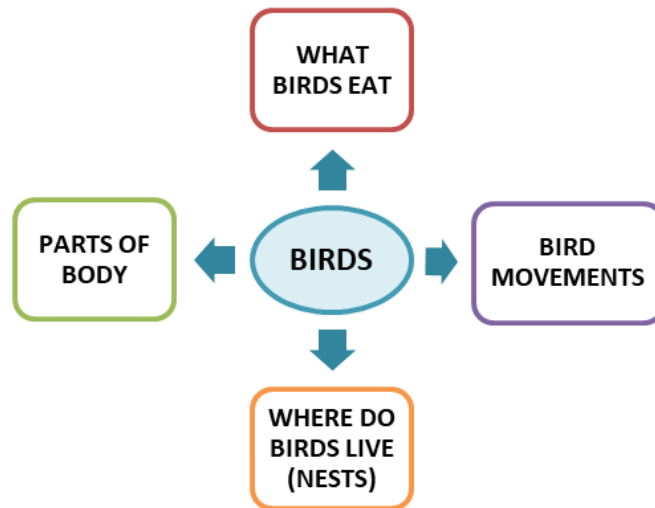 WHAT
BIRDS EAT
PARTS OF
BODY
BIRDS
BIRD
MOVEMENTS
WHERE DO
BIRDS LIVE
(NESTS)